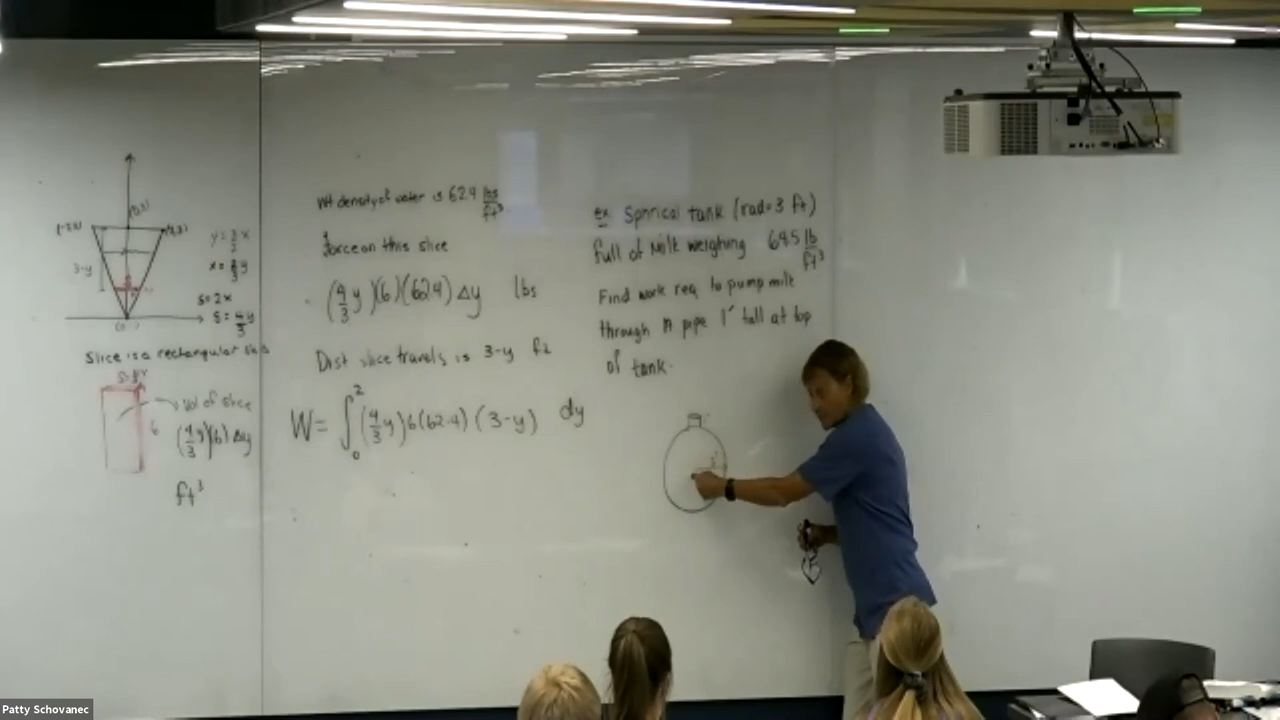 y = 3/2 x
x = 2/3 y
3-y
s = 2x
s = 4y/3
Slice is a rectangular
Vol of slice
(4/3 y)(6) Δy
6
ft³
Wt density of water is 62.4 lbs/ft³
force on this slice
(4/3 y)(6)(62.4) Δy lbs
Dist slice travels is 3-y
W = ∫₀² (4/3 y) 6 (62.4) (3-y) dy
ex Sphrical tank (rad=3 ft)
full of Milk weighing 64.5 lb/ft³
Find work req to pump milk
through a pipe 1' tall at top
of tank.
3'
Patty Schovanec